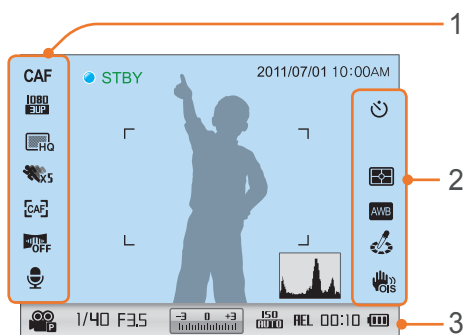 1
CAF
STBY
2011/07/01 10:00AM
1080
30P
HQ
X5
CAF
OFF
AWB
OIS
2
P
1/40 F3.5
-3 0 +3
ISO
AUTO
REL 00:10
3